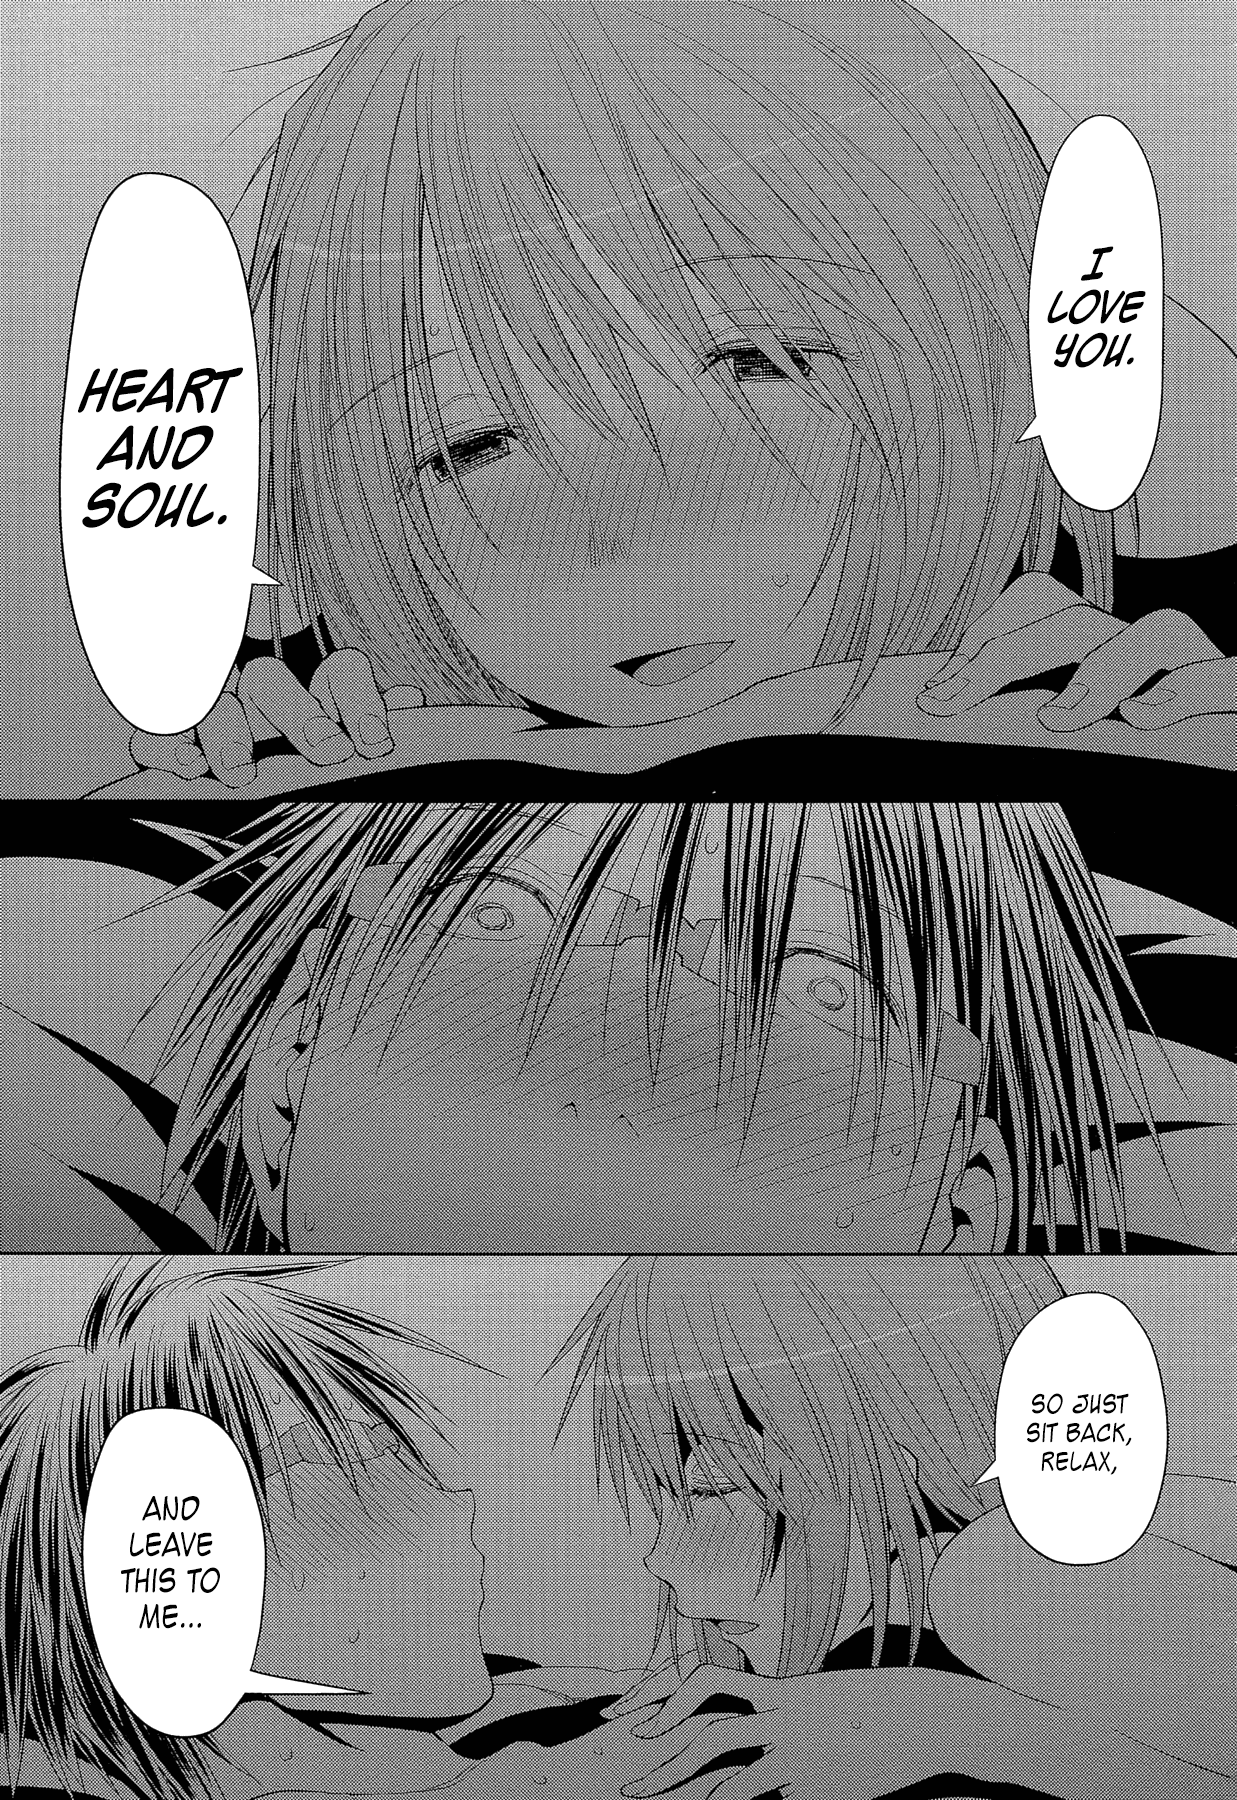 I
LOVE
YOU.
HEART
AND
SOUL.
SO JUST
SIT BACK,
RELAX,
AND
LEAVE
THIS TO
ME...